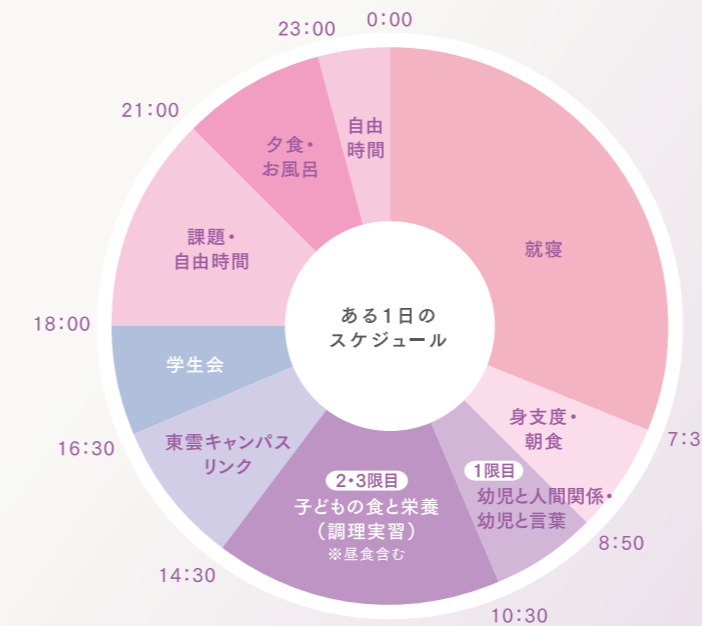 0:00
23:00
21:00
自由
時間
夕食・
お風呂
課題・
自由時間
就寝
ある1日の
スケジュール
18:00
学生会
身支度・
朝食
7:3
16:30
東雲キャンパス
リンク
1限目
幼児と人間関係・
幼児と言葉
2・3限目
子どもの食と栄養
（調理実習）
※昼食含む
8:50
14:30
10:30